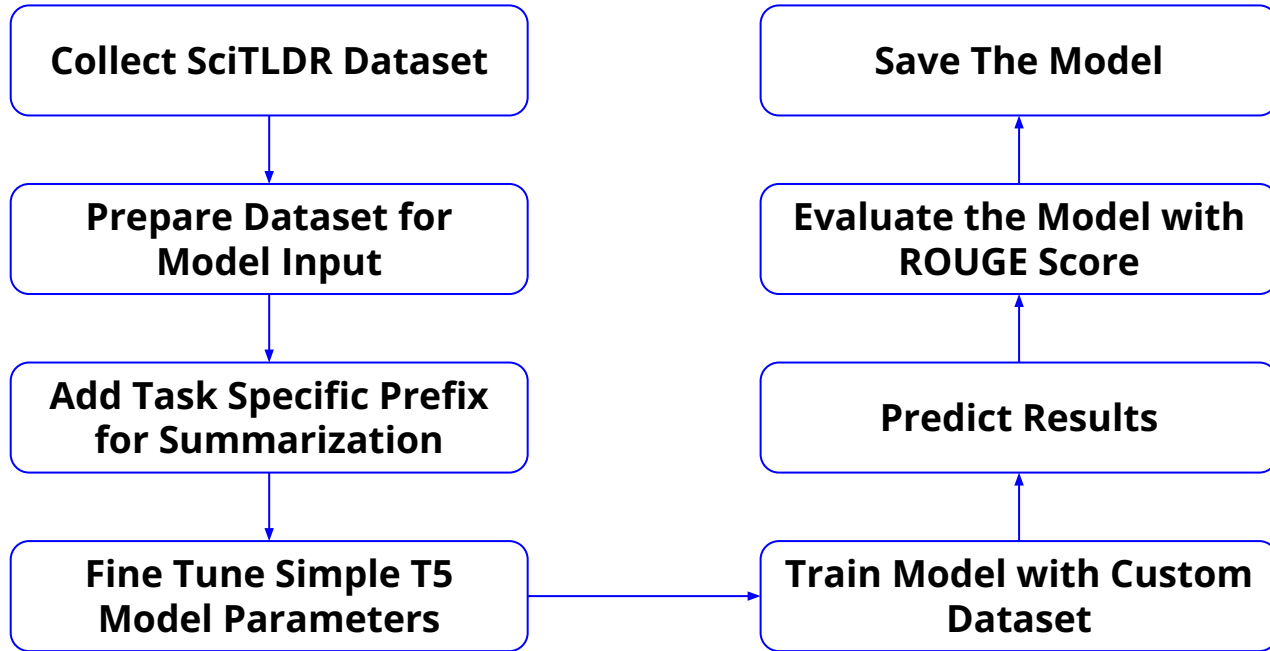 Collect SciTLDR Dataset
Prepare Dataset for
Model Input
Add Task Specific Prefix
for Summarization
Fine Tune Simple T5
Model Parameters
Train Model with Custom
Dataset
Predict Results
Evaluate the Model with
ROUGE Score
Save The Model